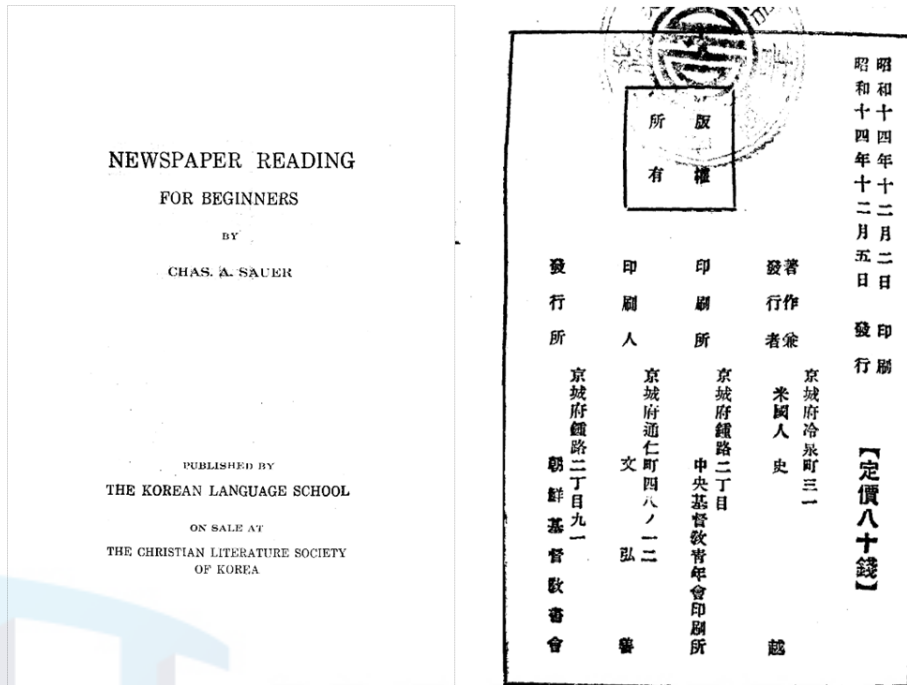 NEWSPAPER READING
FOR BEGINNERS
BY
CHAS. A. SAUER
PUBLISHED BY
THE KOREAN LANGUAGE SCHOOL
ON SALE AT
THE CHRISTIAN LITERATURE SOCIETY
OF KOREA
昭和十四年十二月二日 印刷
昭和十四年十二月五日 發行
【定價八十錢】
版權
所有
著作兼
發行者
京城府冷泉町三一
米國人 史 越
印刷所
京城府鍾路二丁目
中央基督敎靑年會印刷所
印刷人
京城府通仁町四八ノ一二
文 弘
發行所
京城府鍾路二丁目九一
朝鮮基督敎書會